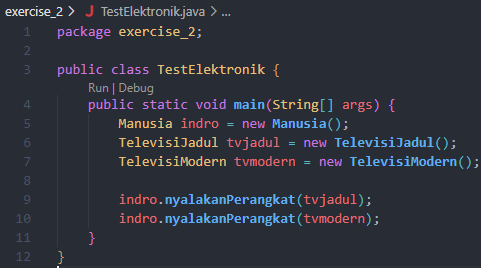 exercise_2 > J TestElektronik.java > ...
1 package exercise_2;
2
3 public class TestElektronik {
Run | Debug
4 public static void main(String[] args) {
5 Manusia indro = new Manusia();
6 TelevisiJadul tvjadul = new TelevisiJadul();
7 TelevisiModern tvmodern = new TelevisiModern();
8
9 indro.nyalakanPerangkat(tvjadul);
10 indro.nyalakanPerangkat(tvmodern);
11 }
12 }